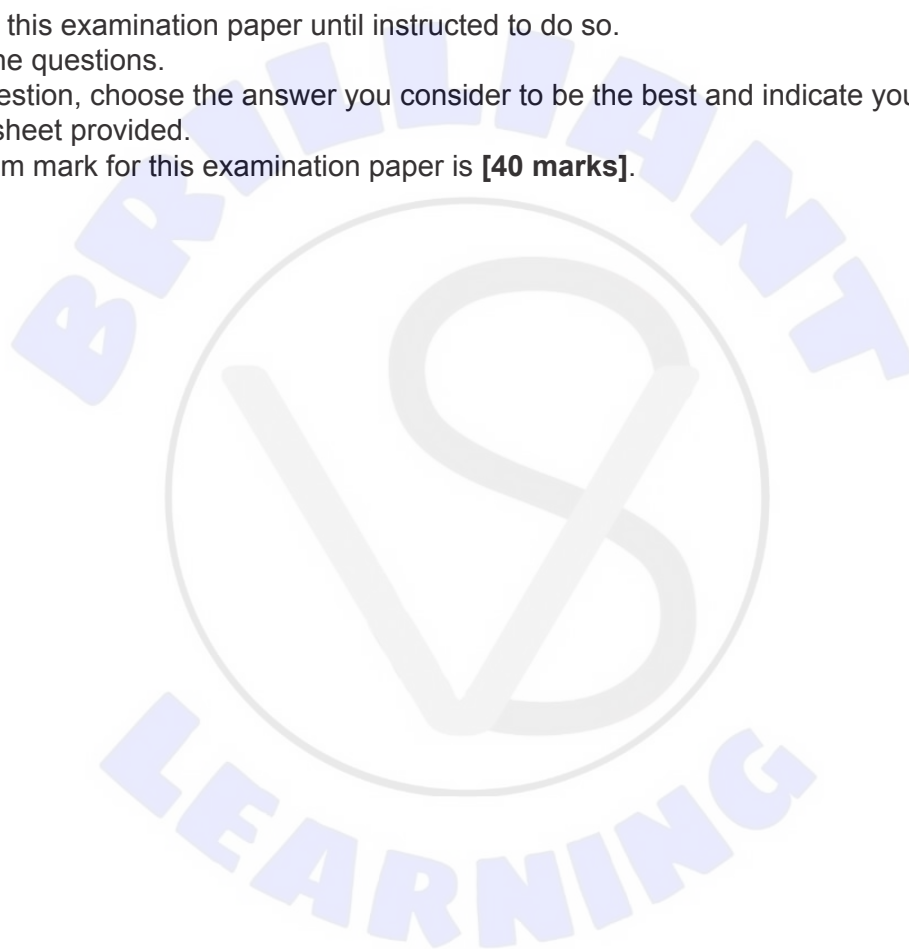 this examination paper until instructed to do so.
ne questions.
estion, choose the answer you consider to be the best and indicate you
sheet provided.
m mark for this examination paper is [40 marks].
BRILLIANT
VS
LEARNING